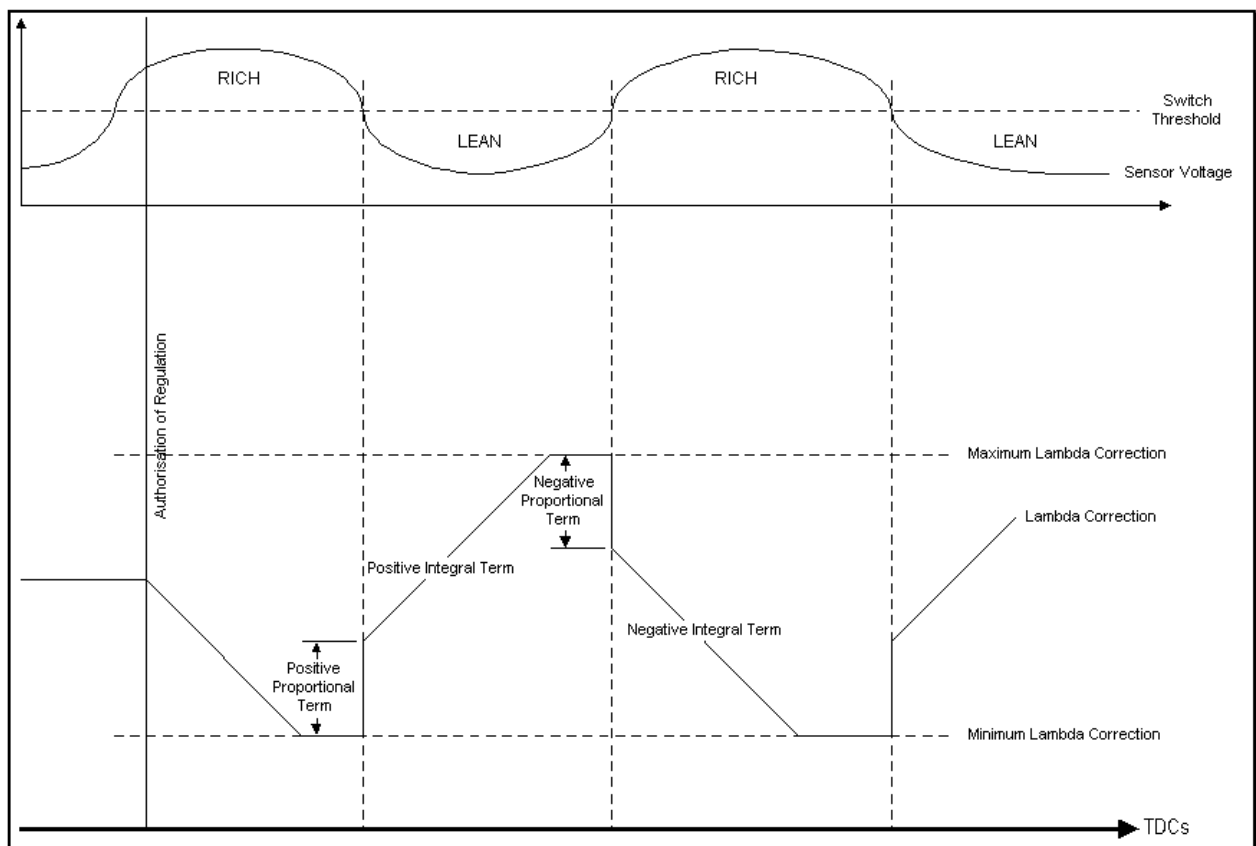 RICH
RICH
Switch
Threshold
LEAN
LEAN
Sensor Voltage
Authorisation of Regulation
Maximum Lambda Correction
Negative
Proportional
Term
Lambda Correction
Positive Integral Term
Negative Integral Term
Positive
Proportional
Term
Minimum Lambda Correction
TDCs